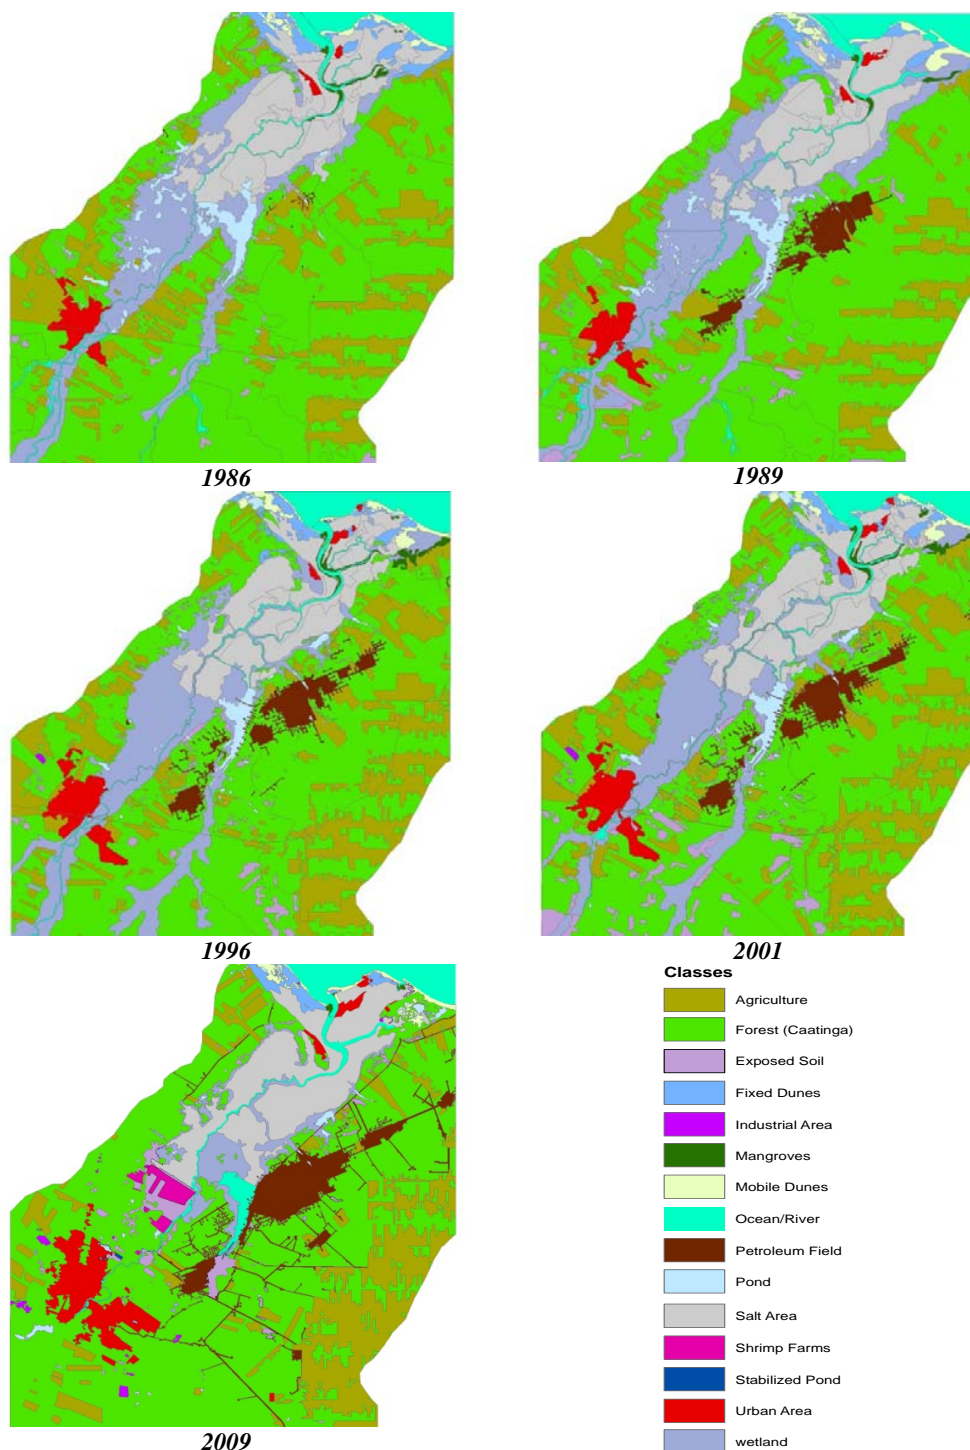 1986
1989
1996
2001
2009
Classes
Agriculture
Forest (Caatinga)
Exposed Soil
Fixed Dunes
Industrial Area
Mangroves
Mobile Dunes
Ocean/River
Petroleum Field
Pond
Salt Area
Shrimp Farms
Stabilized Pond
Urban Area
wetland